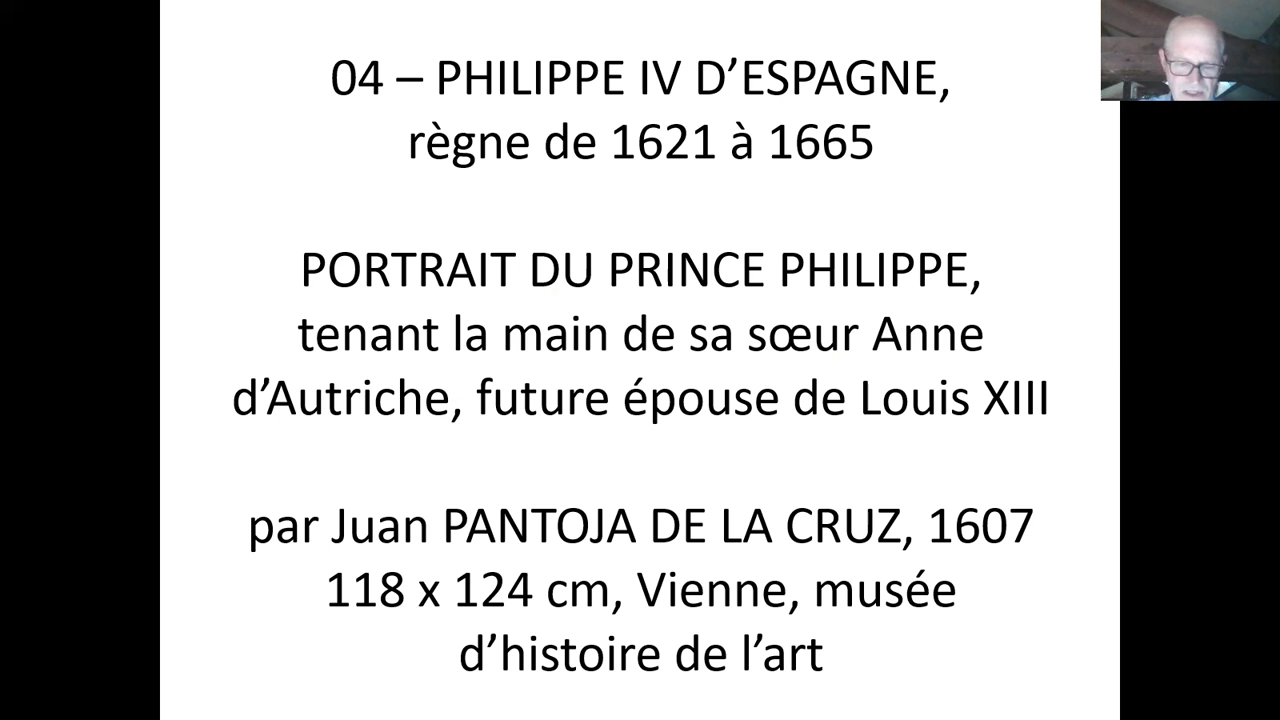 04 – PHILIPPE IV D’ESPAGNE,
règne de 1621 à 1665
PORTRAIT DU PRINCE PHILIPPE,
tenant la main de sa sœur Anne
d’Autriche, future épouse de Louis XIII
par Juan PANTOJA DE LA CRUZ, 1607
118 x 124 cm, Vienne, musée
d’histoire de l’art